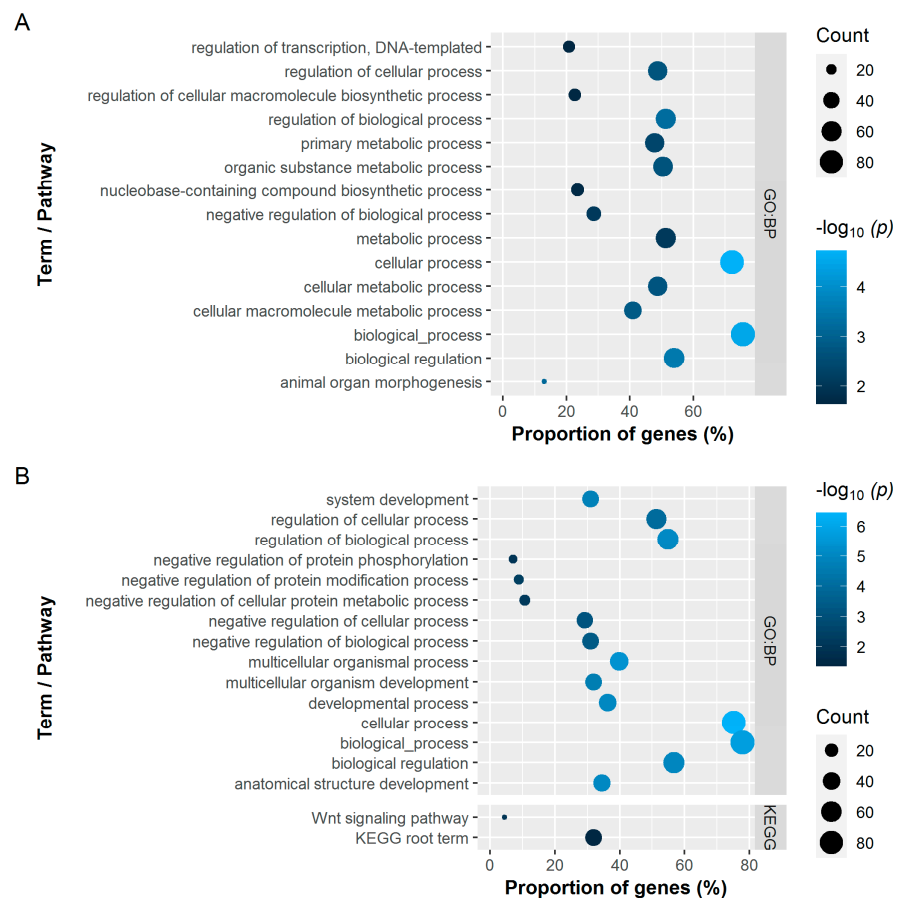 A
Term / Pathway
regulation of transcription, DNA-templated
regulation of cellular process
regulation of cellular macromolecule biosynthetic process
regulation of biological process
primary metabolic process
organic substance metabolic process
nucleobase-containing compound biosynthetic process
negative regulation of biological process
metabolic process
cellular process
cellular metabolic process
cellular macromolecule metabolic process
biological_process
biological regulation
animal organ morphogenesis
GO:BP
0 20 40 60
Proportion of genes (%)
Count
20
40
60
80
-log10 (p)
4
3
2
B
Term / Pathway
system development
regulation of cellular process
regulation of biological process
negative regulation of protein phosphorylation
negative regulation of protein modification process
negative regulation of cellular protein metabolic process
negative regulation of cellular process
negative regulation of biological process
multicellular organismal process
multicellular organism development
developmental process
cellular process
biological_process
biological regulation
anatomical structure development
GO:BP
Wnt signaling pathway
KEGG root term
KEGG
0 20 40 60 80
Proportion of genes (%)
-log10 (p)
6
5
4
3
2
Count
20
40
60
80